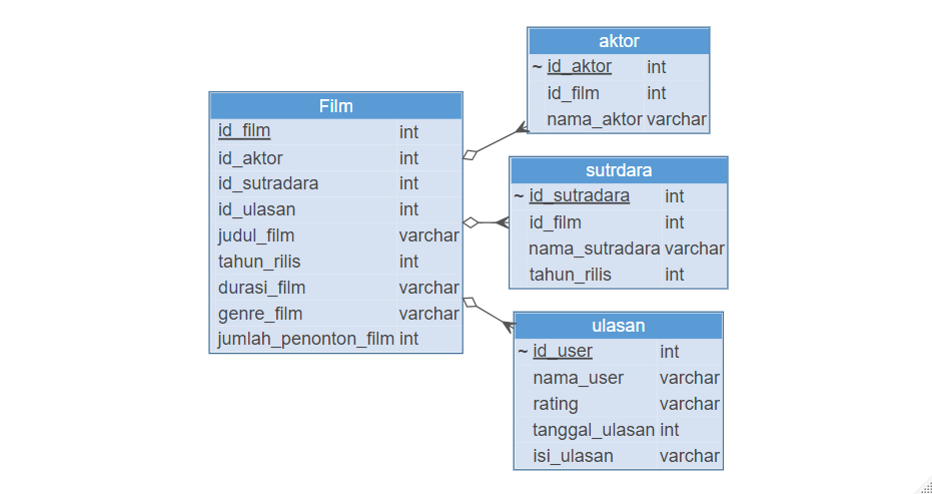 Film
id_film int
id_aktor int
id_sutradara int
id_ulasan int
judul_film varchar
tahun_rilis int
durasi_film varchar
genre_film varchar
jumlah_penonton_film int
aktor
~ id_aktor int
id_film int
nama_aktor varchar
sutrdara
~ id_sutradara int
id_film int
nama_sutradara varchar
tahun_rilis int
ulasan
~ id_user int
nama_user varchar
rating varchar
tanggal_ulasan int
isi_ulasan varchar